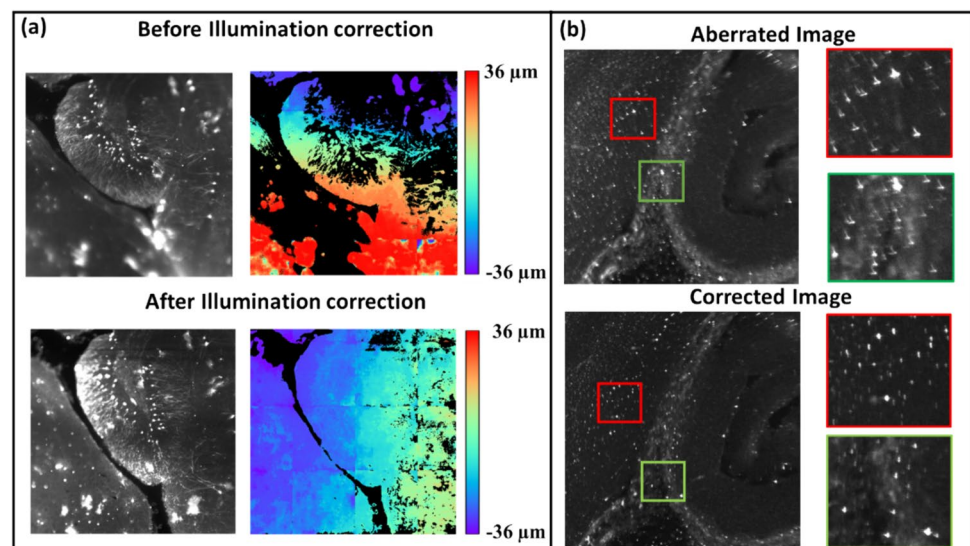 (a)
Before Illumination correction
36 µm
-36 µm
After Illumination correction
36 µm
-36 µm
(b)
Aberrated Image
Corrected Image